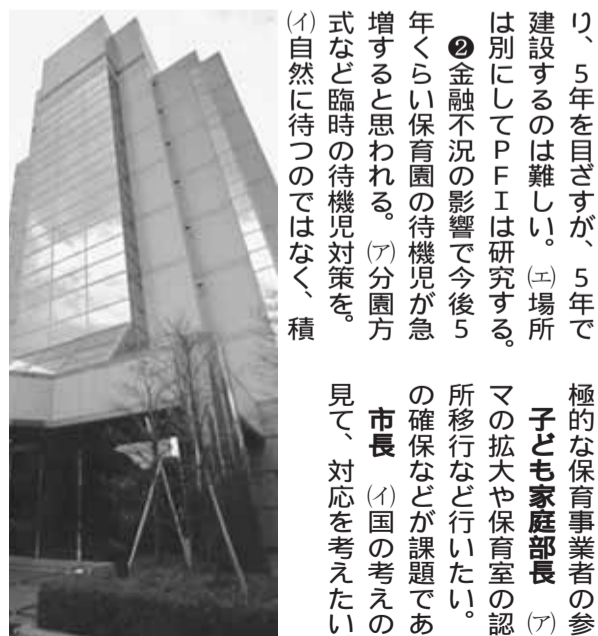 り、5年を目ざすが、5年で
建設するのは難しい。㈓場所
は別にしてPFIは研究する。
❷金融不況の影響で今後5
年くらい保育園の待機児が急
増すると思われる。㈎分園方
式など臨時の待機児対策を。
㈏自然に待つのではなく、積
極的な保育事業者の参
子ども家庭部長 ㈎
マの拡大や保育室の認
所移行など行いたい。
の確保などが課題であ
市長 ㈏国の考えの
見て、対応を考えたい